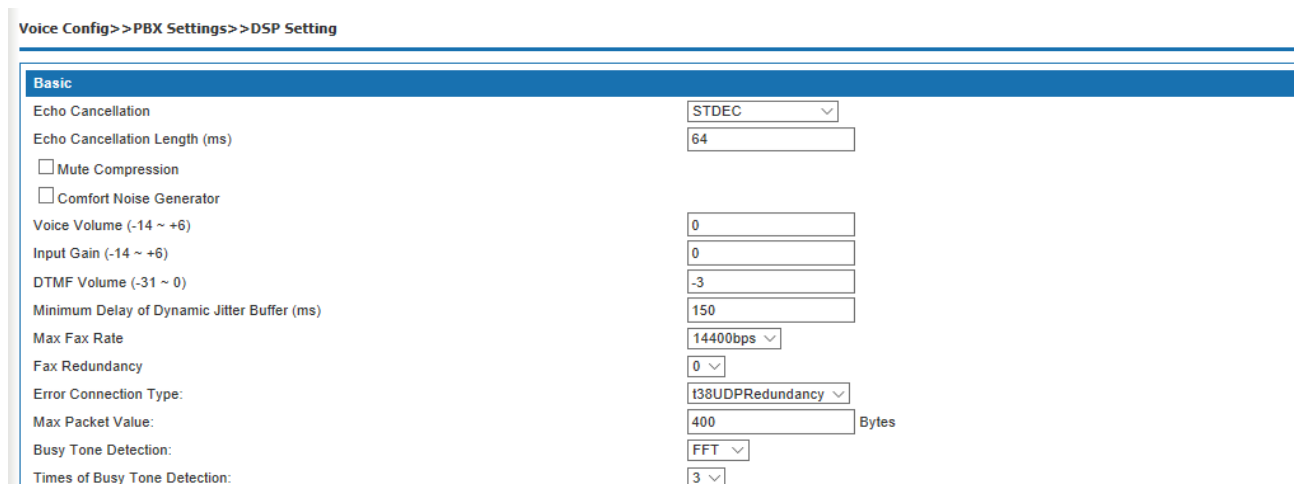 Voice Config>>PBX Settings>>DSP Setting
Basic
Echo Cancellation STDEC
Echo Cancellation Length (ms) 64
Mute Compression
Comfort Noise Generator
Voice Volume (-14 ~ +6) 0
Input Gain (-14 ~ +6) 0
DTMF Volume (-31 ~ 0) -3
Minimum Delay of Dynamic Jitter Buffer (ms) 150
Max Fax Rate 14400bps
Fax Redundancy 0
Error Connection Type: t38UDPRedundancy
Max Packet Value: 400 Bytes
Busy Tone Detection: FFT
Times of Busy Tone Detection: 3